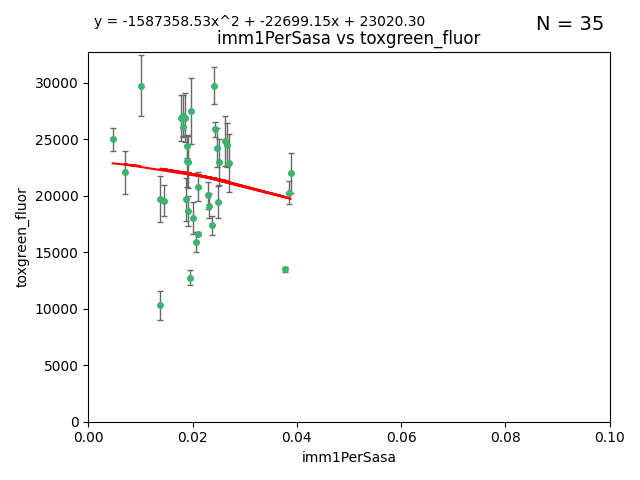 y = -1587358.53x^2 + -22699.15x + 23020.30
N = 35
imm1PerSasa vs toxgreen_fluor
toxgreen_fluor
30000
25000
20000
15000
10000
5000
0
0.00 0.02 0.04 0.06 0.08 0.10
imm1PerSasa